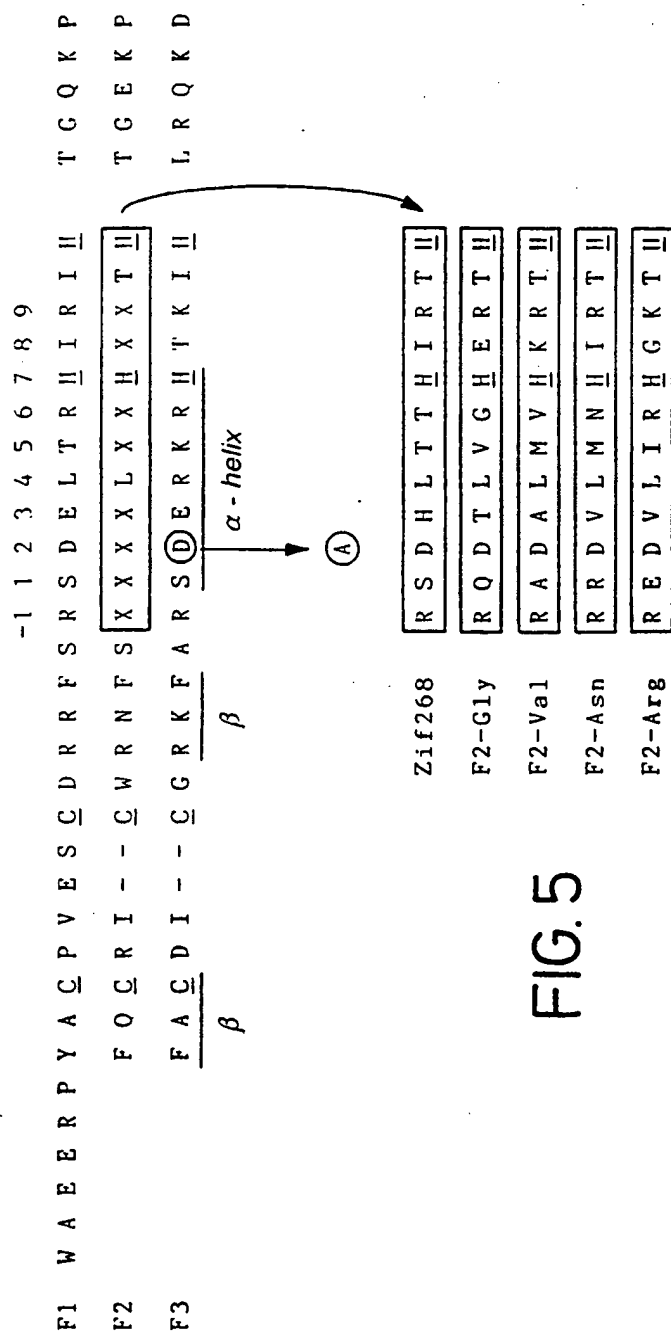 -1 1 2 3 4 5 6 7 8 9
F1 W A E E R P Y A C P V E S C D R R F S R S D E L T R H I R I H T G Q K P
F2 F Q C R I - - C W R N F S X X X X L X X H X X T H T G E K P
F3 F A C D I - - C G R K F A R S D E R K R H T K I H L R Q K D
β β α - helix
A
Zif268 R S D H L T T H I R T H
F2-Gly R Q D T L V G H E R T H
F2-Val R A D A L M V H K R T H
F2-Asn R R D V L M N H I R T H
F2-Arg R E D V L I R H G K T H
FIG. 5